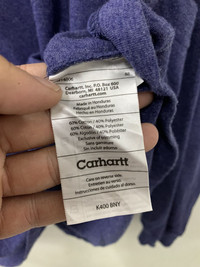 Carhartt, Inc. P.O. Box 600
Dearborn, MI 48121 USA
carhartt.com
Made in Honduras
Fabriqué au Honduras
Hecho en Honduras
60% Cotton / 40% Polyester
60% Coton / 40% Polyester
60% Algodón / 40% Poliéster
Exclusive of trimming
Sans garniture
Sin incluir adorno
Carhartt
Care on reverse side
Entretien au verso
Instrucciones de cuidado al dorso.
K400 BNY